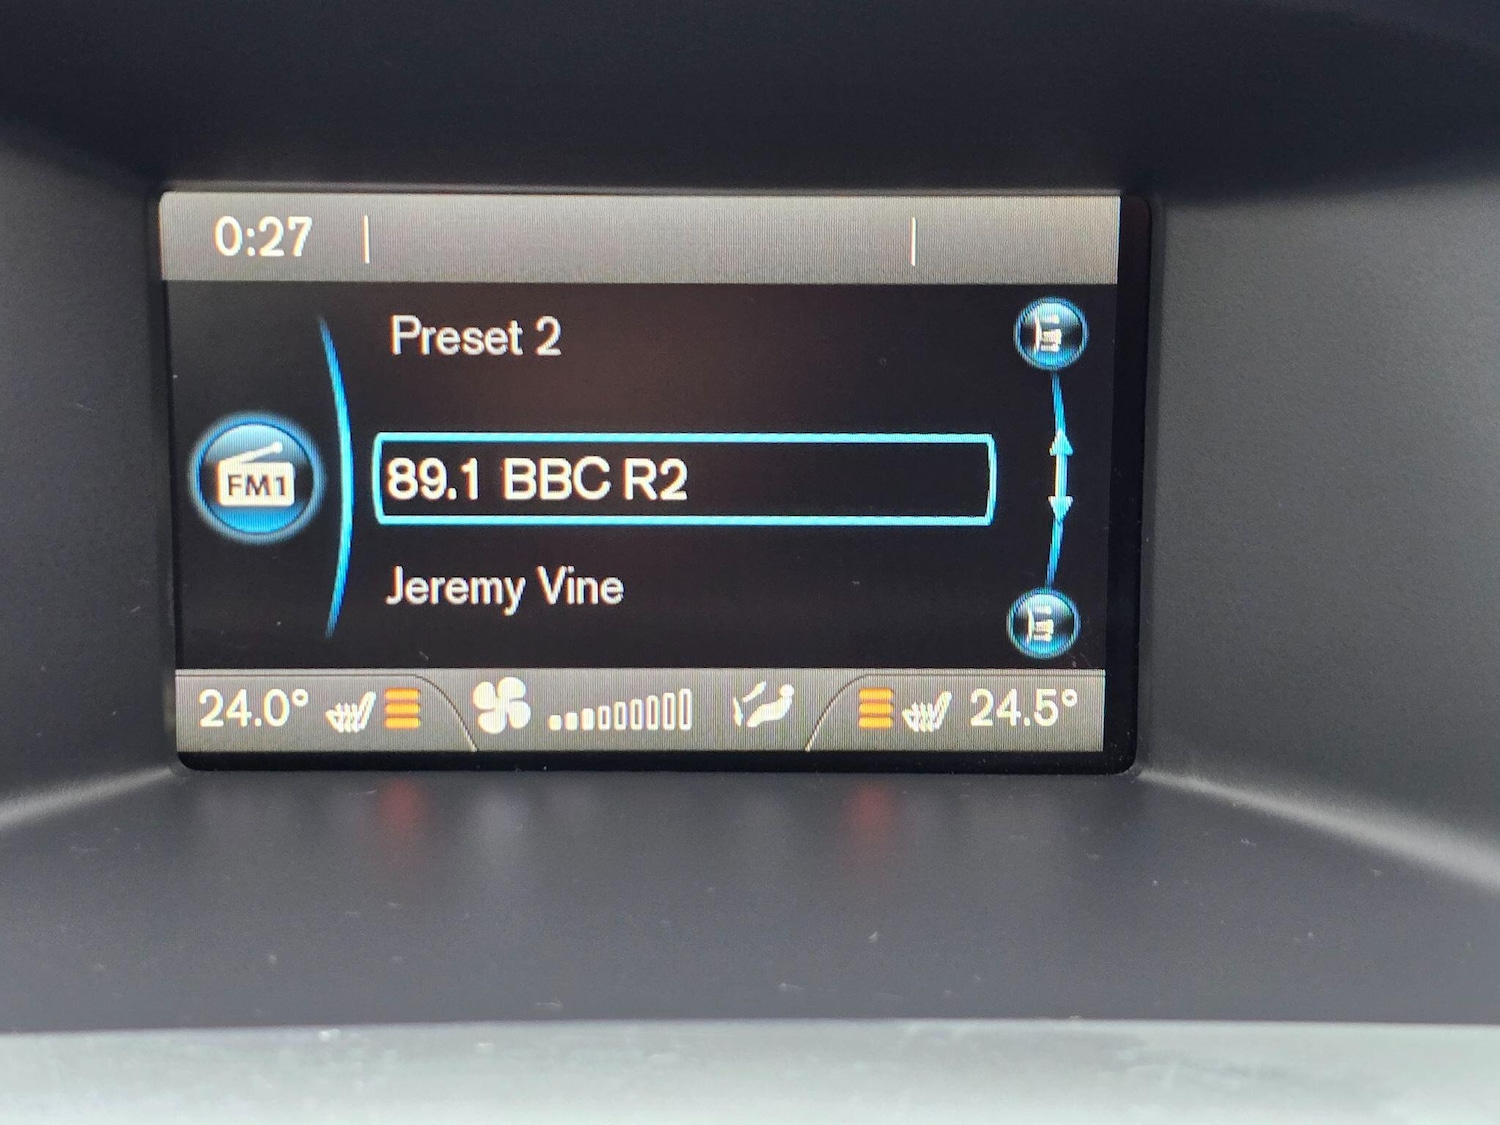 0:27
Preset 2
FM1
89.1 BBC R2
Jeremy Vine
24.0°
24.5°